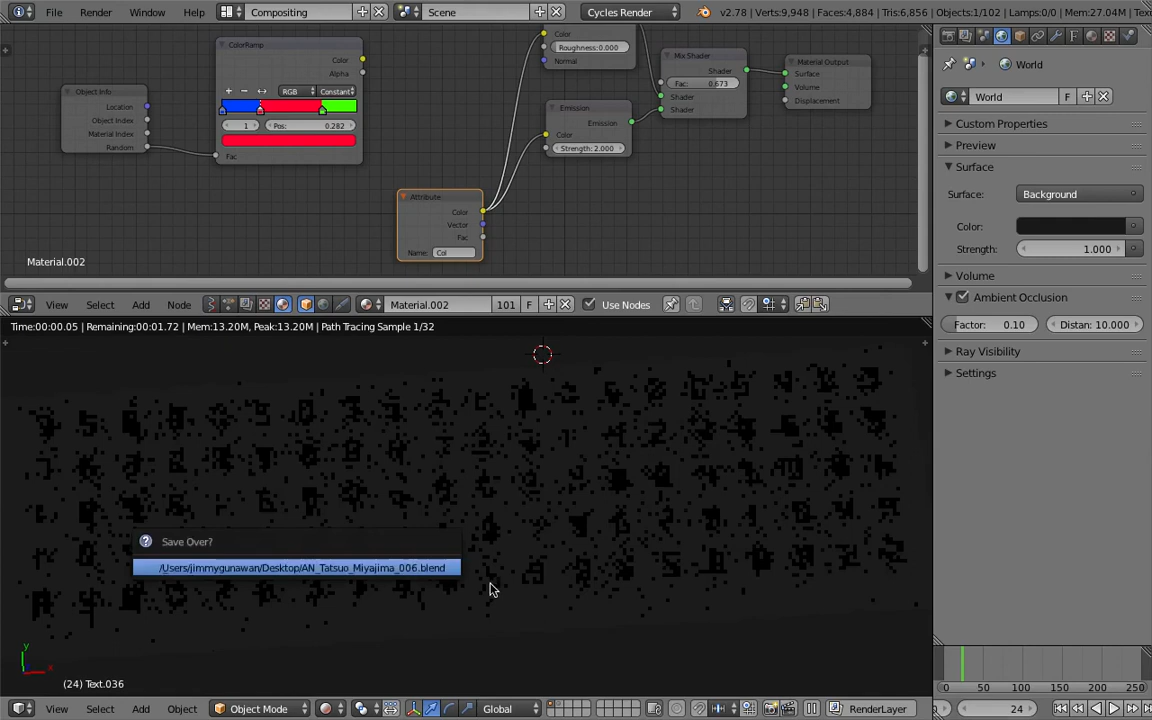 File Render Window Help Compositing Scene Cycles Render v2.78 | Verts:9,948 | Faces:4,884 | Tris:6,856 | Objects:1/102 | Lamps:0/0 | Mem:27.04M |
ColorRamp
Color
Alpha
RGB Constant
1 Pos: 0.282
Fac
Object Info
Location
Object Index
Material Index
Random
Color
Roughness:0.000
Normal
Emission
Emission
Color
Strength: 2.000
Mix Shader
Shader
Fac: 0.673
Shader
Shader
Material Output
Surface
Volume
Displacement
Attribute
Color
Vector
Fac
Name: Col
Material.002
View Select Add Node Material.002 101 F Use Nodes
Time:00:00.05 | Remaining:00:01.72 | Mem:13.20M, Peak:13.20M | Path Tracing Sample 1/32
Save Over?
/Users/jimmygunawan/Desktop/AN_Tatsuo_Miyajima_006.blend
y
x
(24) Text.036
View Select Add Object Object Mode Global RenderLayer
World
World F
Custom Properties
Preview
Surface
Surface: Background
Color:
Strength: 1.000
Volume
Ambient Occlusion
Factor: 0.10 Distan: 10.000
Ray Visibility
Settings
0 50 100 150 200 250
24